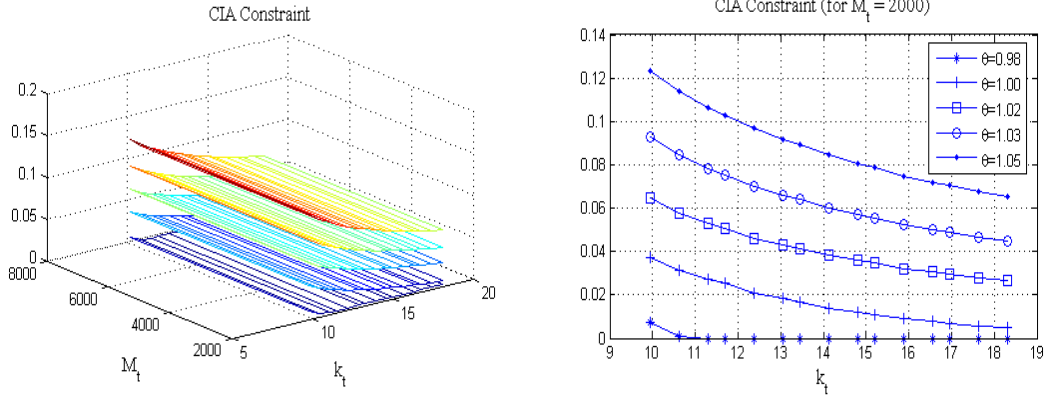 CIA Constraint
0.2
0.15
0.1
0.05
0
8000
6000
4000
2000
5
10
15
20
M_t
k_t
CIA Constraint (for M_t = 2000)
0.14
0.12
0.1
0.08
0.06
0.04
0.02
0
9 10 11 12 13 14 15 16 17 18 19
k_t
θ=0.98
θ=1.00
θ=1.02
θ=1.03
θ=1.05